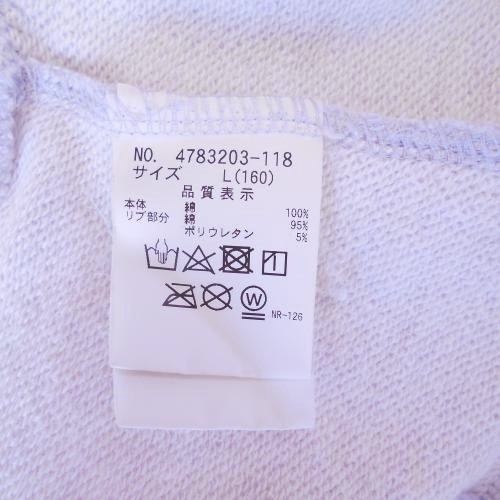 NO. 4783203-118
サイズ L(160)
品質表示
本体 綿 100%
リブ部分 綿 95%
ポリウレタン 5%
W
NR-126